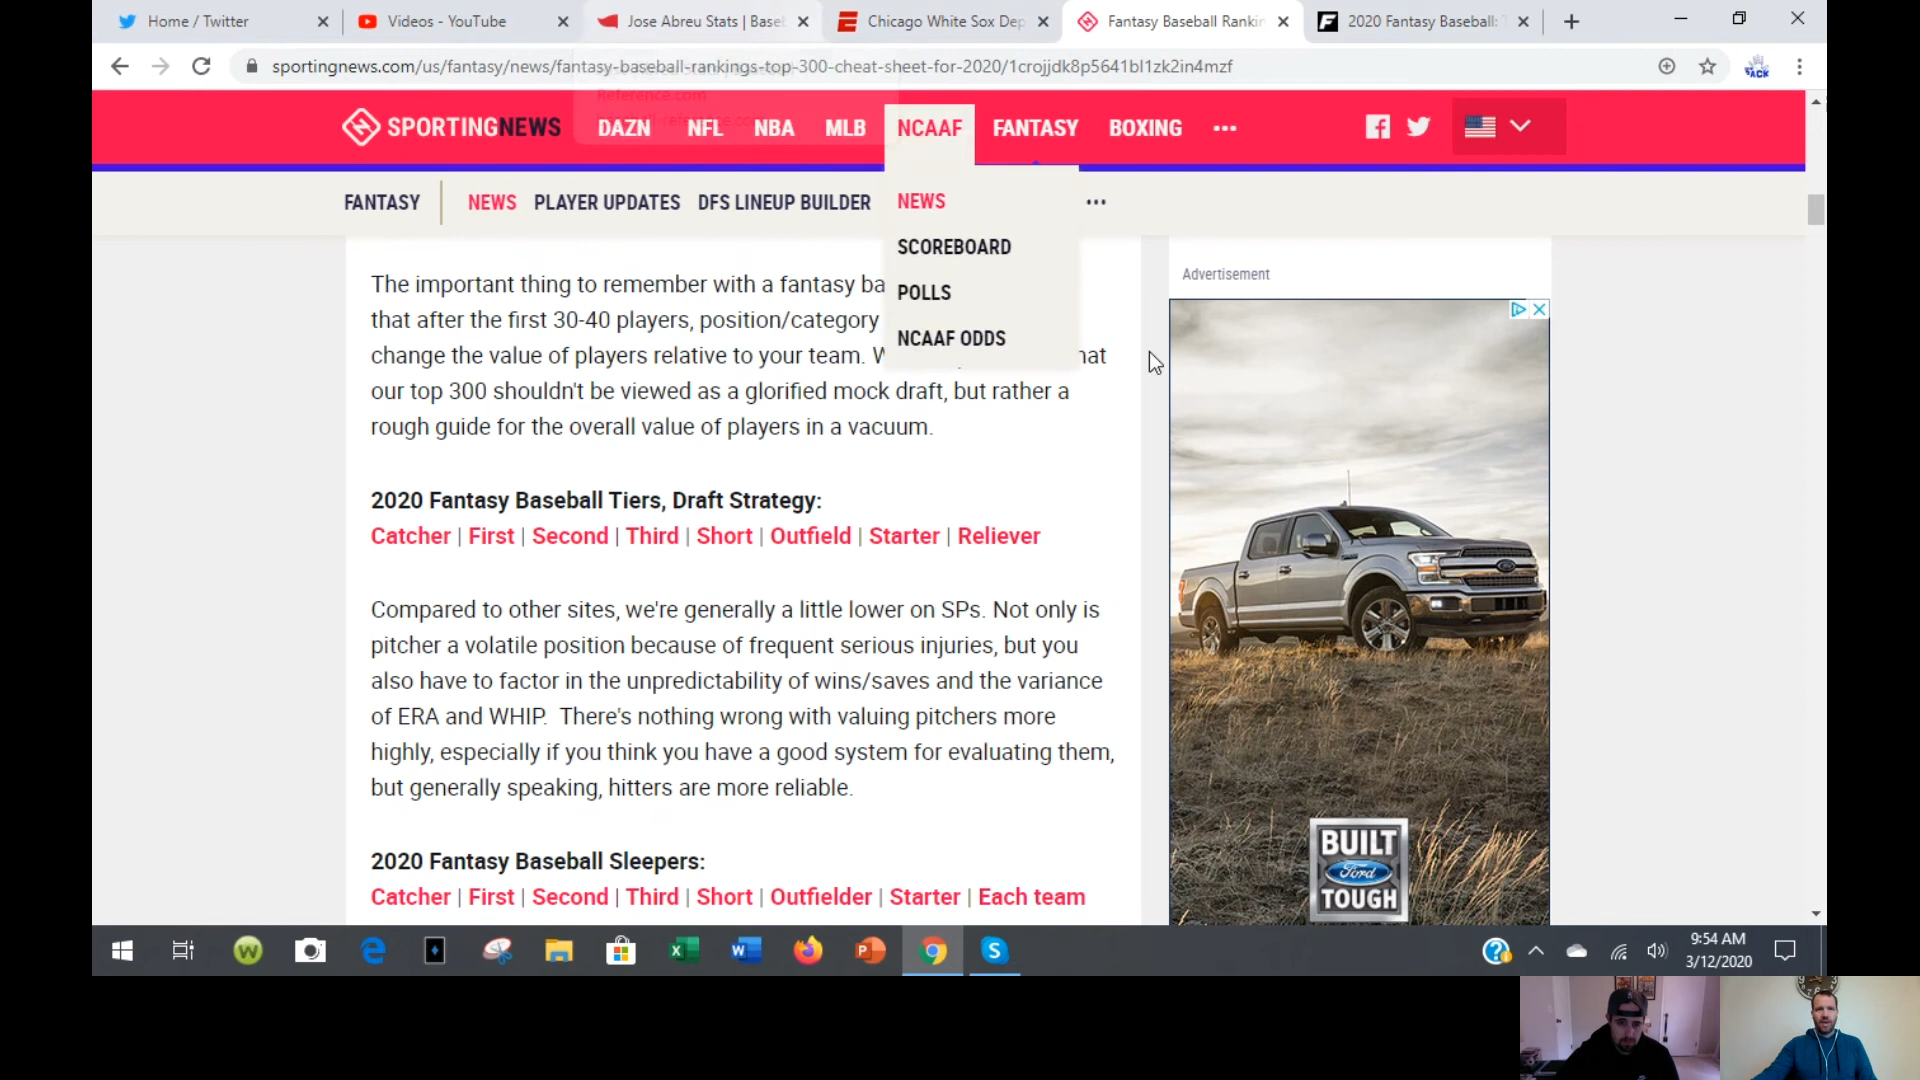 Home / Twitter
Videos - YouTube
Jose Abreu Stats | Baseb
Chicago White Sox Dep
Fantasy Baseball Rankin
2020 Fantasy Baseball: T
sportingnews.com/us/fantasy/news/fantasy-baseball-rankings-top-300-cheat-sheet-for-2020/1crojjdk8p5641bl1zk2in4mzf
Reference.com
SPORTINGNEWS DAZN NFL NBA MLB NCAAF FANTASY BOXING •••
FANTASY NEWS PLAYER UPDATES DFS LINEUP BUILDER •••
NEWS
SCOREBOARD
POLLS
NCAAF ODDS
The important thing to remember with a fantasy ba
that after the first 30-40 players, position/category
change the value of players relative to your team. W hat
our top 300 shouldn't be viewed as a glorified mock draft, but rather a
rough guide for the overall value of players in a vacuum.
2020 Fantasy Baseball Tiers, Draft Strategy:
Catcher | First | Second | Third | Short | Outfield | Starter | Reliever
Compared to other sites, we're generally a little lower on SPs. Not only is
pitcher a volatile position because of frequent serious injuries, but you
also have to factor in the unpredictability of wins/saves and the variance
of ERA and WHIP.  There's nothing wrong with valuing pitchers more
highly, especially if you think you have a good system for evaluating them,
but generally speaking, hitters are more reliable.
2020 Fantasy Baseball Sleepers:
Catcher | First | Second | Third | Short | Outfielder | Starter | Each team
Advertisement
BUILT
Ford
TOUGH
9:54 AM
3/12/2020